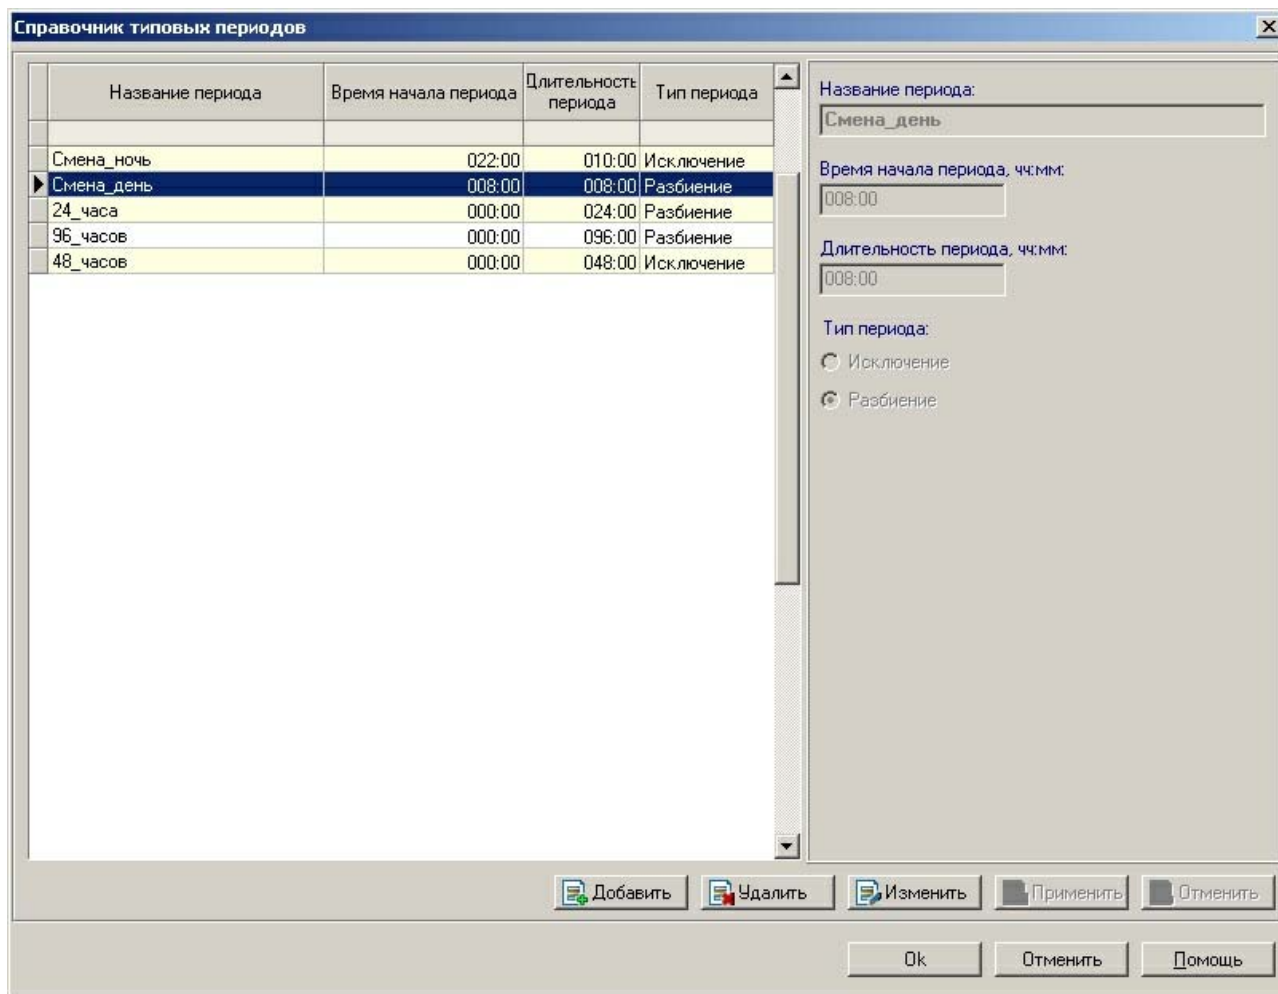 Справочник типовых периодов
Название периода Время начала периода Длительность периода Тип периода
Смена_ночь 022:00 010:00 Исключение
Смена_день 008:00 008:00 Разбиение
24_часа 000:00 024:00 Разбиение
96_часов 000:00 096:00 Разбиение
48_часов 000:00 048:00 Исключение
Название периода:
Смена_день
Время начала периода, чч:мм:
008:00
Длительность периода, чч:мм:
008:00
Тип периода:
Исключение
Разбиение
Добавить Удалить Изменить Применить Отменить
Ok Отменить Помощь